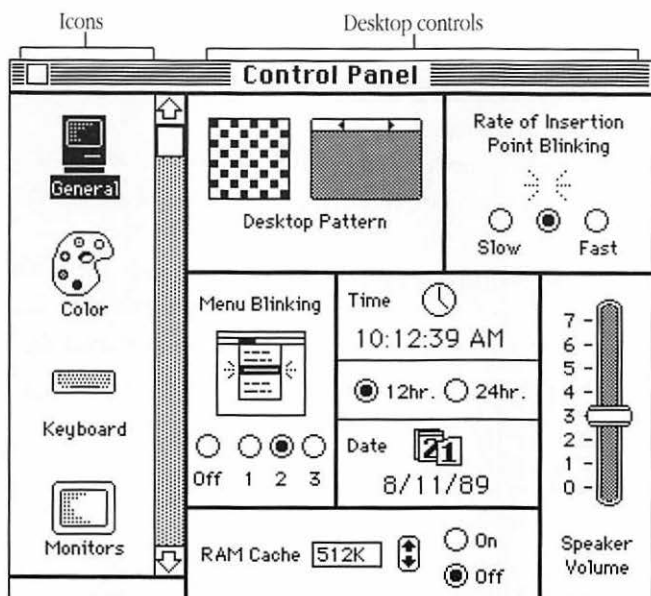 Icons
Desktop controls
Control Panel
General
Color
Keyboard
Monitors
Desktop Pattern
Rate of Insertion
Point Blinking
Slow Fast
Menu Blinking
Off 1 2 3
Time
10:12:39 AM
12hr. 24hr.
Date 21
8/11/89
7
6
5
4
3
2
1
0
Speaker
Volume
RAM Cache 512K On
Off